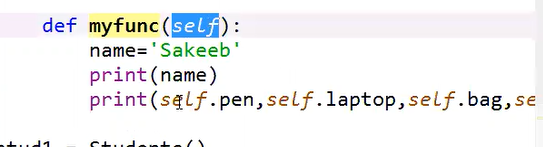 def myfunc(self):
name='Sakeeb'
print(name)
print(self.pen,self.laptop,self.bag,se